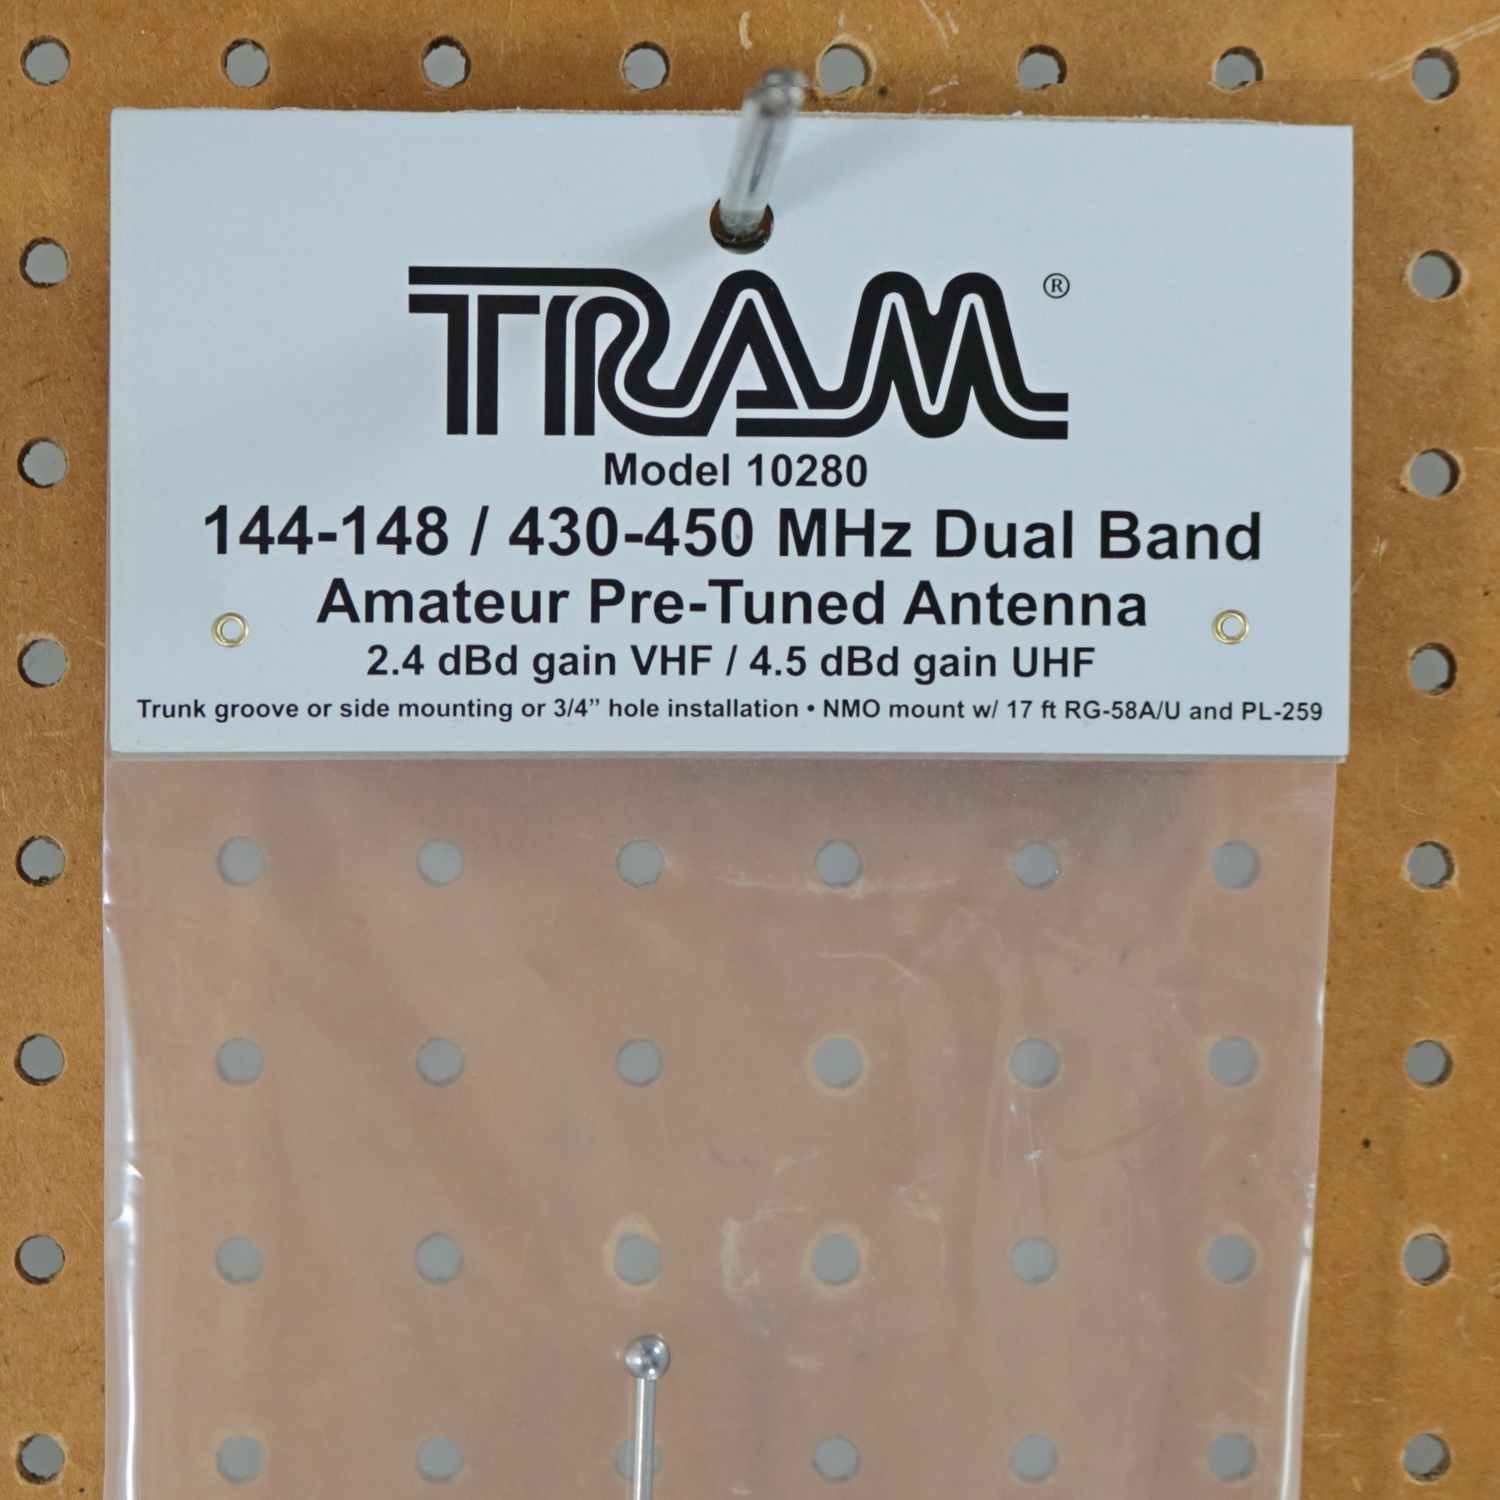 TRAM®
Model 10280
144-148 / 430-450 MHz Dual Band
Amateur Pre-Tuned Antenna
2.4 dBd gain VHF / 4.5 dBd gain UHF
Trunk groove or side mounting or 3/4” hole installation • NMO mount w/ 17 ft RG-58A/U and PL-259